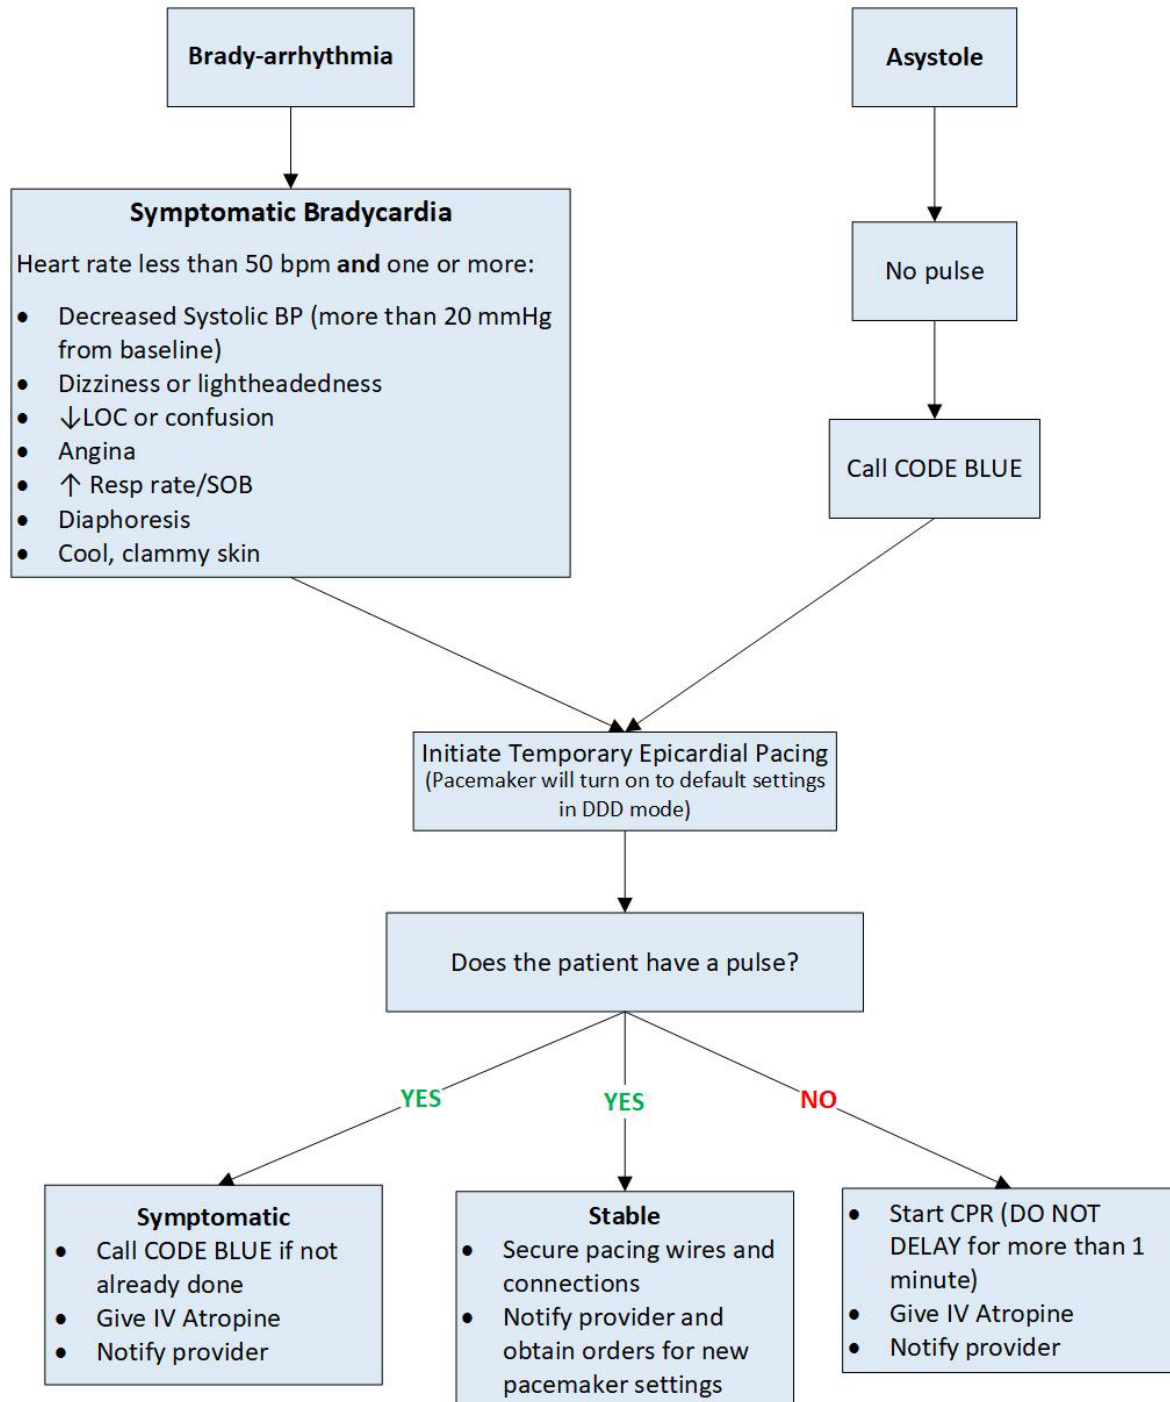 Brady-arrhythmia
Asystole
Symptomatic Bradycardia
Heart rate less than 50 bpm and one or more:
• Decreased Systolic BP (more than 20 mmHg
from baseline)
• Dizziness or lightheadedness
• ↓LOC or confusion
• Angina
• ↑ Resp rate/SOB
• Diaphoresis
• Cool, clammy skin
No pulse
Call CODE BLUE
Initiate Temporary Epicardial Pacing
(Pacemaker will turn on to default settings
in DDD mode)
Does the patient have a pulse?
YES
YES
NO
Symptomatic
• Call CODE BLUE if not
already done
• Give IV Atropine
• Notify provider
Stable
• Secure pacing wires and
connections
• Notify provider and
obtain orders for new
pacemaker settings
• Start CPR (DO NOT
DELAY for more than 1
minute)
• Give IV Atropine
• Notify provider